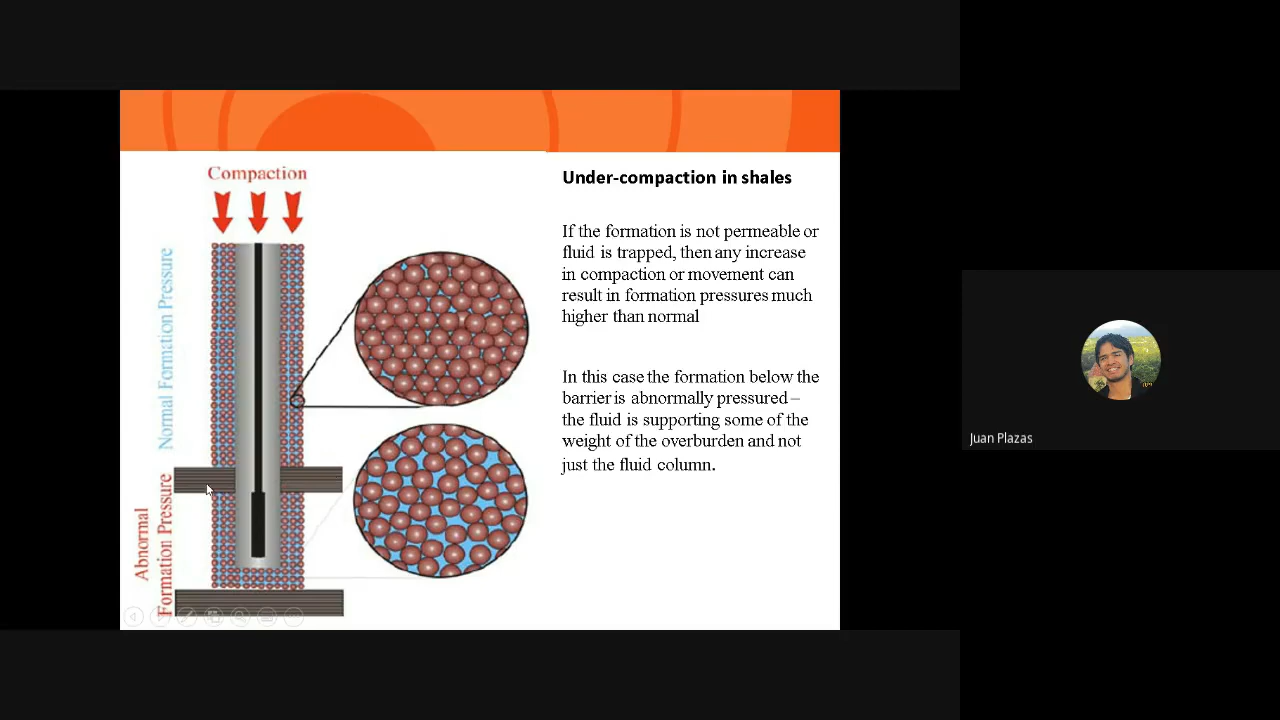 Compaction
Normal Formation Pressure
Abnormal
Formation Pressure
Under-compaction in shales
If the formation is not permeable or
fluid is trapped, then any increase
in compaction or movement can
result in formation pressures much
higher than normal
In this case the formation below the
barrier is abnormally pressured –
the fluid is supporting some of the
weight of the overburden and not
just the fluid column.
Juan Plazas